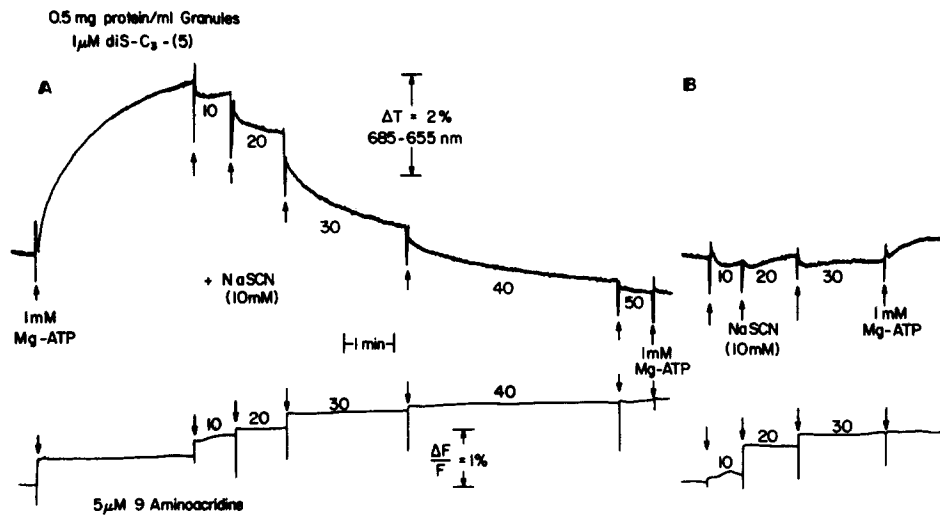 0.5 mg protein/ml Granules
1μM diS-C₃-(5)
A
B
10
20
30
40
50
ΔT = 2%
685-655 nm
10
20
30
+ NaSCN
(10mM)
1mM
Mg-ATP
1 min
1mM
Mg-ATP
NaSCN
(10mM)
1mM
Mg-ATP
10
20
30
40
ΔF/F = 1%
10
20
30
5μM 9 Aminoacridine